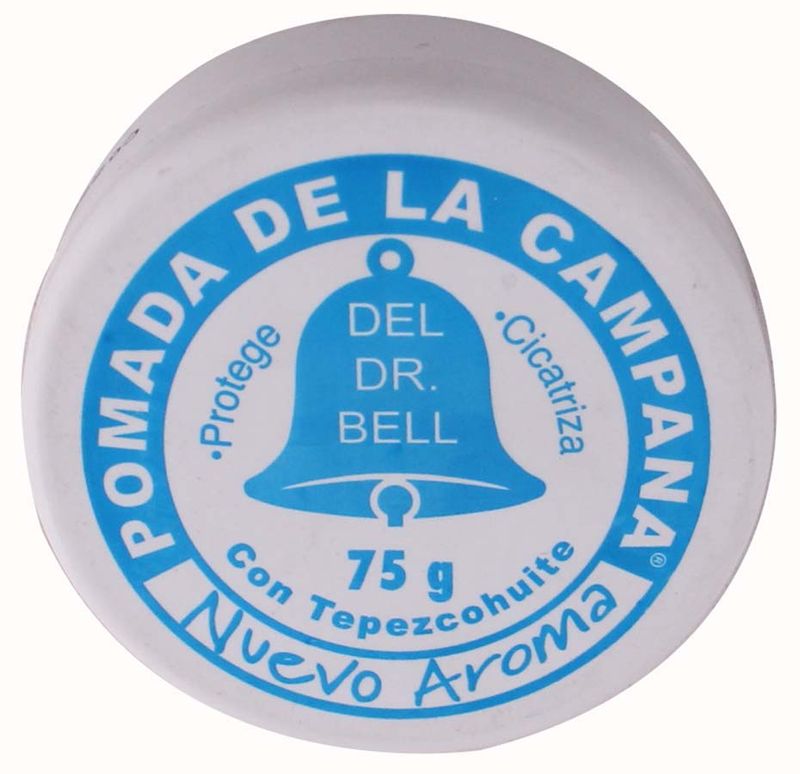 POMADA DE LA CAMPANA®
DEL
DR.
BELL
•Protege
•Cicatriza
75 g
Con Tepezcohuite
Nuevo Aroma